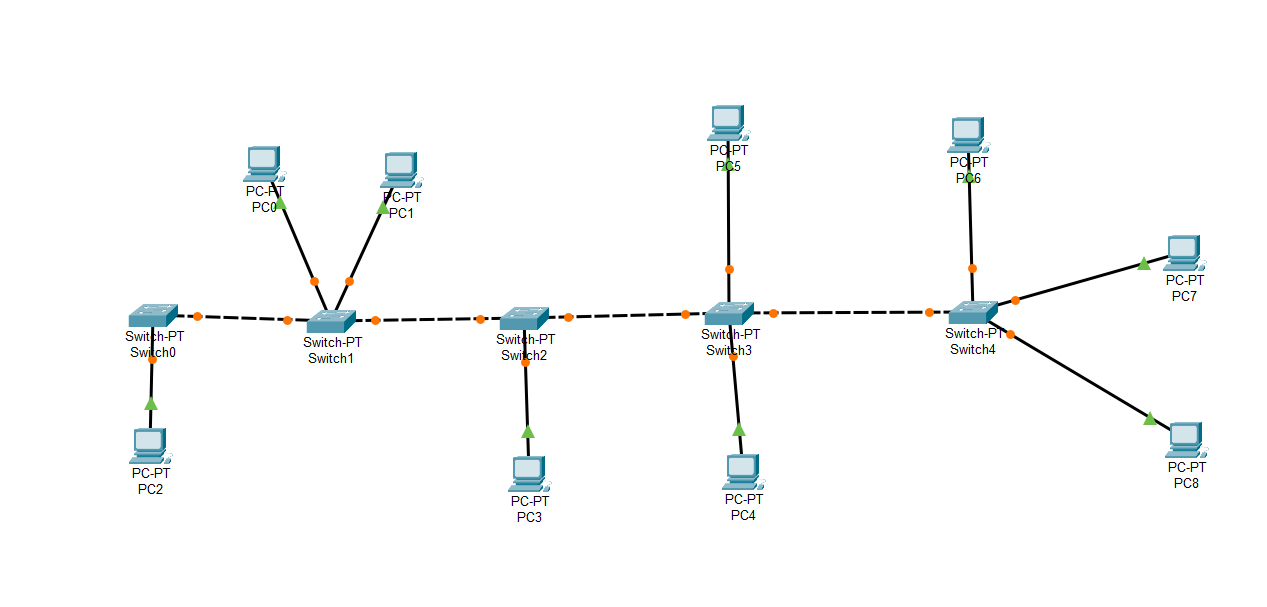 PC-PT
PC5
PC-PT
PC6
PC-PT
PC0
PC-PT
PC1
PC-PT
PC7
Switch-PT
Switch0
Switch-PT
Switch1
Switch-PT
Switch2
Switch-PT
Switch3
Switch-PT
Switch4
PC-PT
PC2
PC-PT
PC3
PC-PT
PC4
PC-PT
PC8